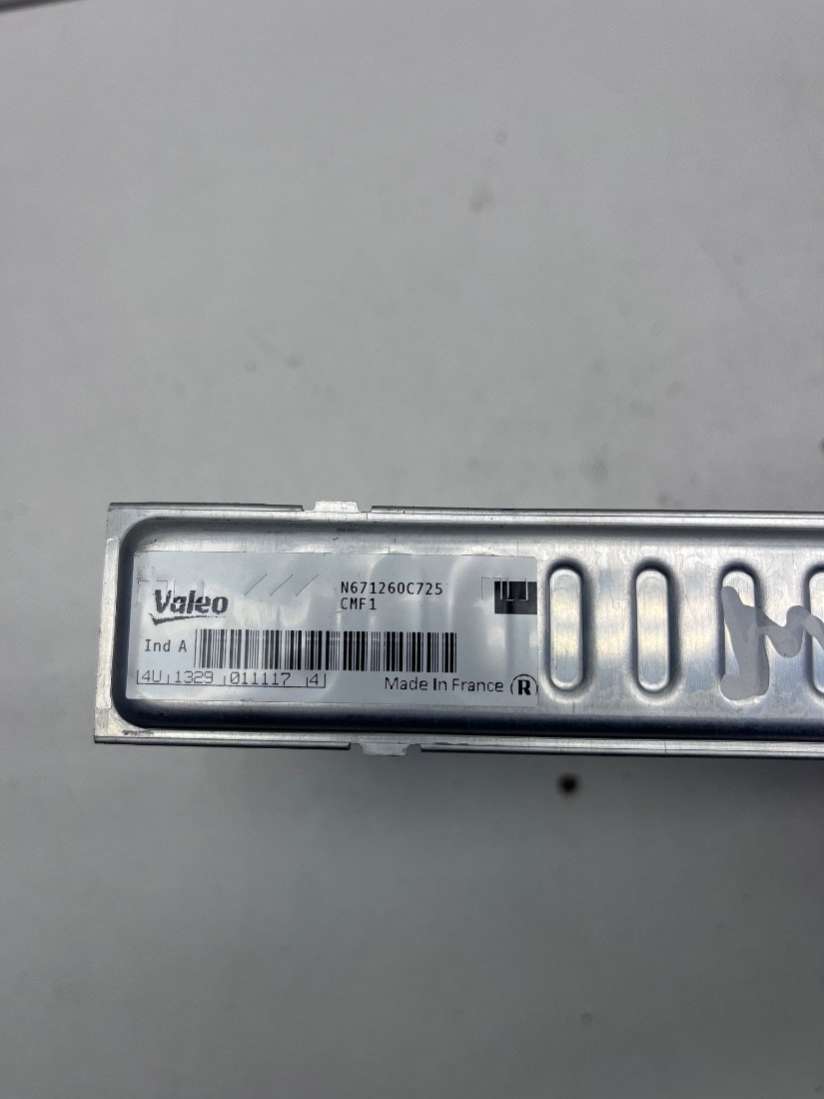 Valeo
N671260C725
CMF1
Ind A
4U 1329 011117 4
Made In France R